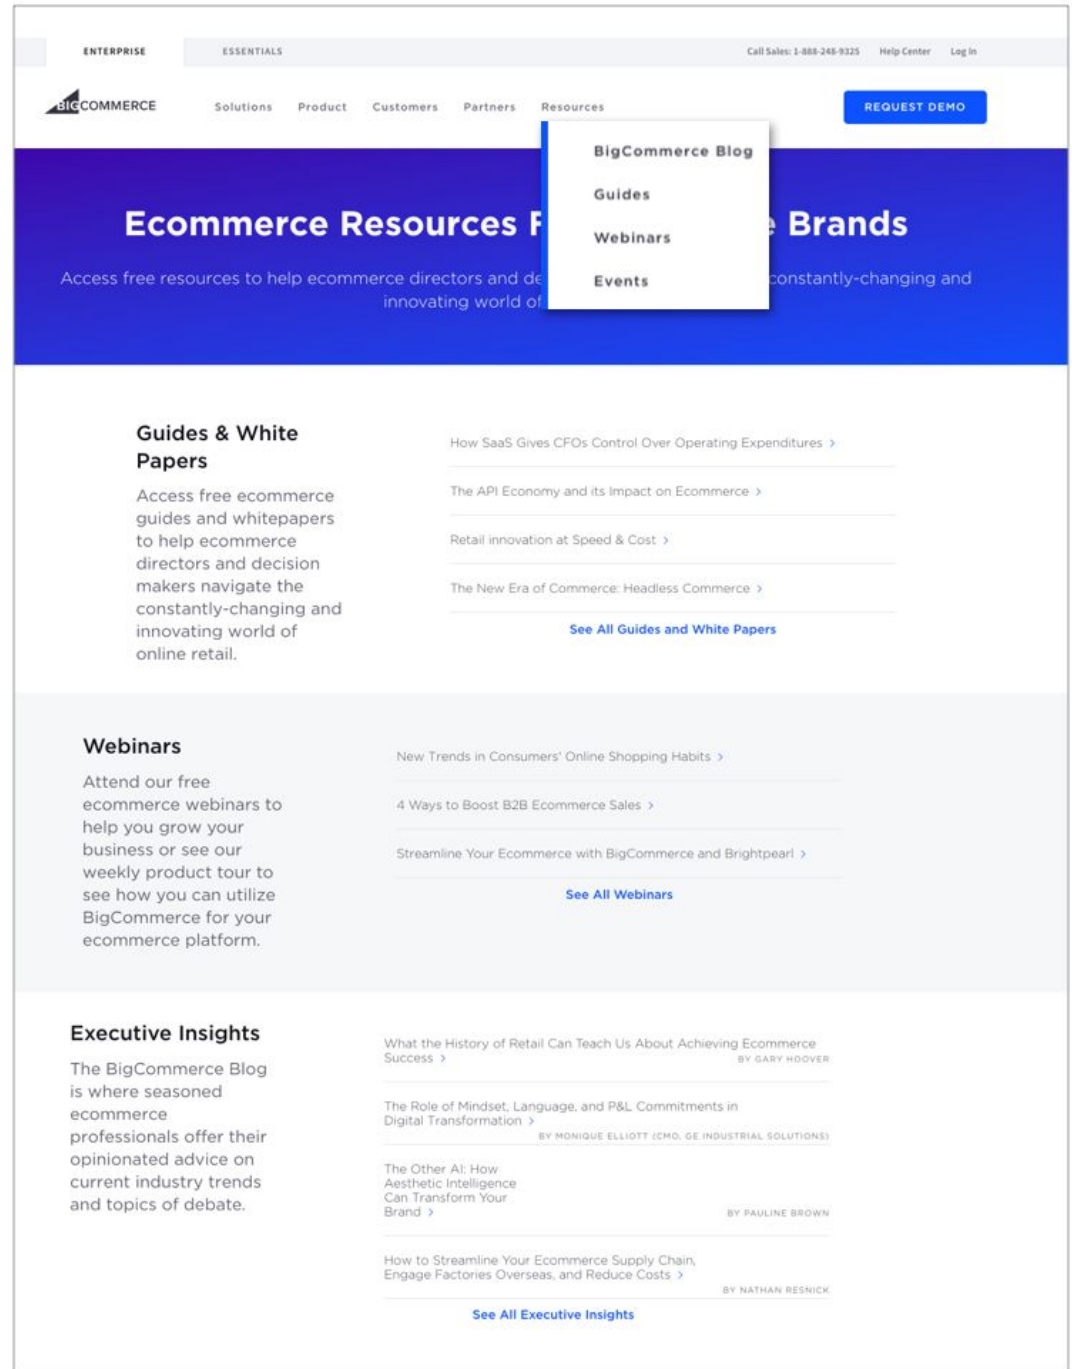 ENTERPRISE ESSENTIALS Call Sales: 1-888-248-9325 Help Center Log In
BIGCOMMERCE Solutions Product Customers Partners Resources REQUEST DEMO
BigCommerce Blog
Guides
Webinars
Events
Ecommerce Resources Brands
Access free resources to help ecommerce directors and constantly-changing and
innovating world of
Guides & White
Papers
Access free ecommerce
guides and whitepapers
to help ecommerce
directors and decision
makers navigate the
constantly-changing and
innovating world of
online retail.
How SaaS Gives CFOs Control Over Operating Expenditures >
The API Economy and its Impact on Ecommerce >
Retail innovation at Speed & Cost >
The New Era of Commerce: Headless Commerce >
See All Guides and White Papers
Webinars
Attend our free
ecommerce webinars to
help you grow your
business or see our
weekly product tour to
see how you can utilize
BigCommerce for your
ecommerce platform.
New Trends in Consumers' Online Shopping Habits >
4 Ways to Boost B2B Ecommerce Sales >
Streamline Your Ecommerce with BigCommerce and Brightpearl >
See All Webinars
Executive Insights
The BigCommerce Blog
is where seasoned
ecommerce
professionals offer their
opinionated advice on
current industry trends
and topics of debate.
What the History of Retail Can Teach Us About Achieving Ecommerce
Success >
BY GARY HOOVER
The Role of Mindset, Language, and P&L Commitments in
Digital Transformation >
BY MONIQUE ELLIOTT (CMO, GE INDUSTRIAL SOLUTIONS)
The Other AI: How
Aesthetic Intelligence
Can Transform Your
Brand >
BY PAULINE BROWN
How to Streamline Your Ecommerce Supply Chain,
Engage Factories Overseas, and Reduce Costs >
BY NATHAN RESNICK
See All Executive Insights